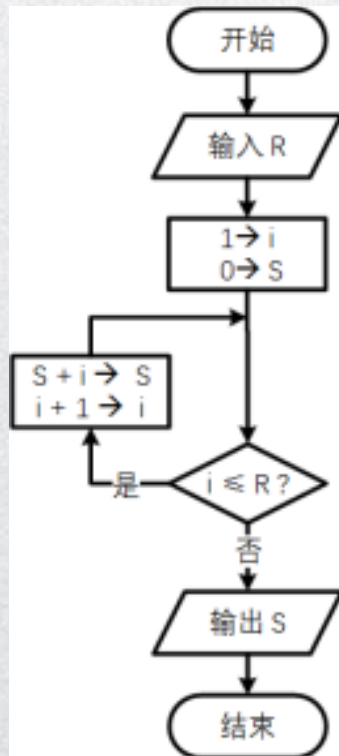 开始
输入 R
1→ i
0→ S
S + i → S
i + 1 → i
是
i ≤ R ?
否
输出 S
结束